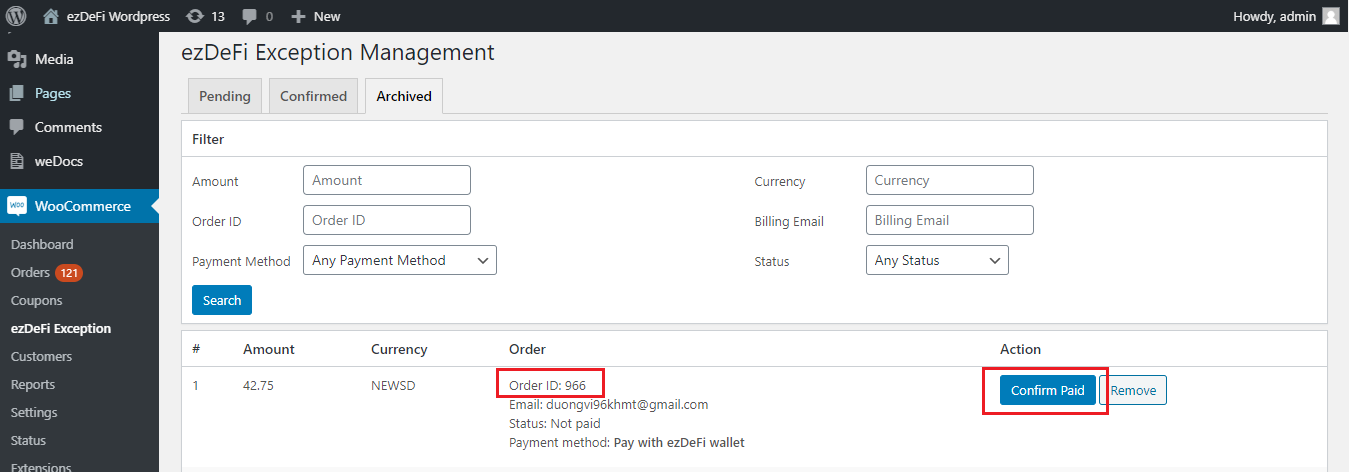 ezDeFi Wordpress 13 0 New Howdy, admin
Media
Pages
Comments
weDocs
WooCommerce
Dashboard
Orders 121
Coupons
ezDeFi Exception
Customers
Reports
Settings
Status
Extensions
ezDeFi Exception Management
Pending Confirmed Archived
Filter
Amount Amount Currency Currency
Order ID Order ID Billing Email Billing Email
Payment Method Any Payment Method Status Any Status
Search
# Amount Currency Order Action
1 42.75 NEWSD Order ID: 966 Confirm Paid Remove
Email: duongvi96khmt@gmail.com
Status: Not paid
Payment method: Pay with ezDeFi wallet